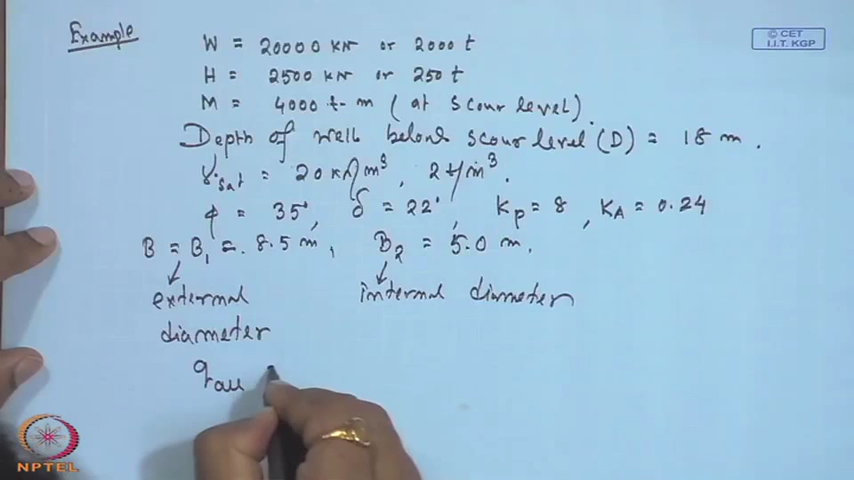 Example
© CET
I.I.T. KGP
W = 20000 kN or 2000 t
H = 2500 kN or 250 t
M = 4000 t-m (at scour level).
Depth of well below scour level (D) = 18 m.
γsat = 20 kN/m³, 2 t/m³.
φ = 35°, δ = 22°, Kp = 8, KA = 0.24
B = B₁ = 8.5 m, B₂ = 5.0 m.
external internal diameter
diameter
qall
NPTEL